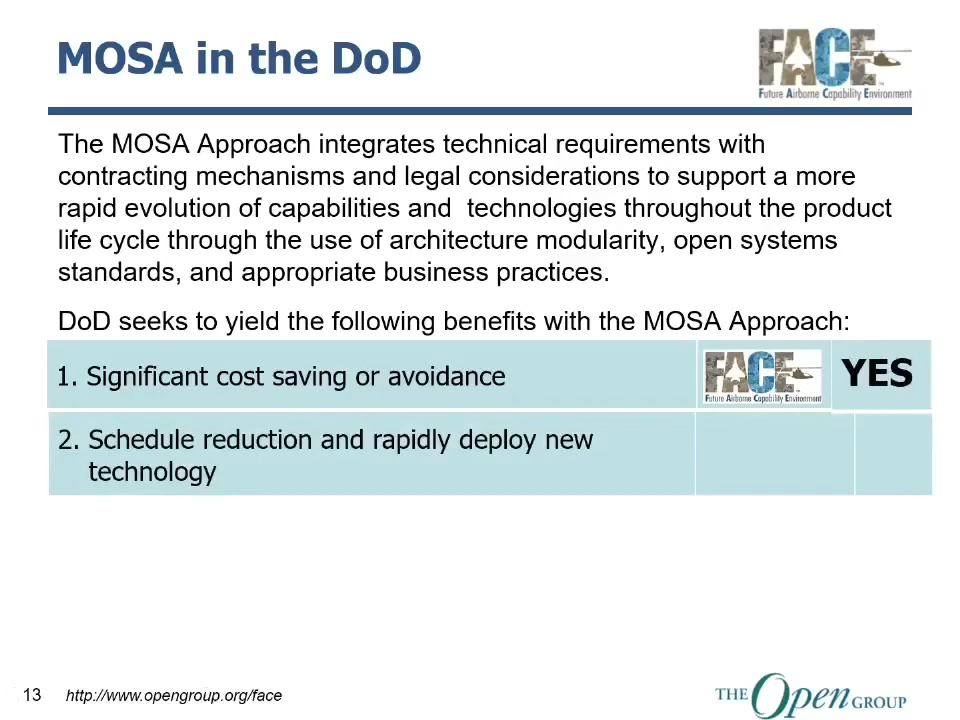 MOSA in the DoD
FACE
Future Airborne Capability Environment
The MOSA Approach integrates technical requirements with
contracting mechanisms and legal considerations to support a more
rapid evolution of capabilities and  technologies throughout the product
life cycle through the use of architecture modularity, open systems
standards, and appropriate business practices.
DoD seeks to yield the following benefits with the MOSA Approach:
1. Significant cost saving or avoidance
FACE
Future Airborne Capability Environment
YES
2. Schedule reduction and rapidly deploy new
technology
13
http://www.opengroup.org/face
THE Open GROUP